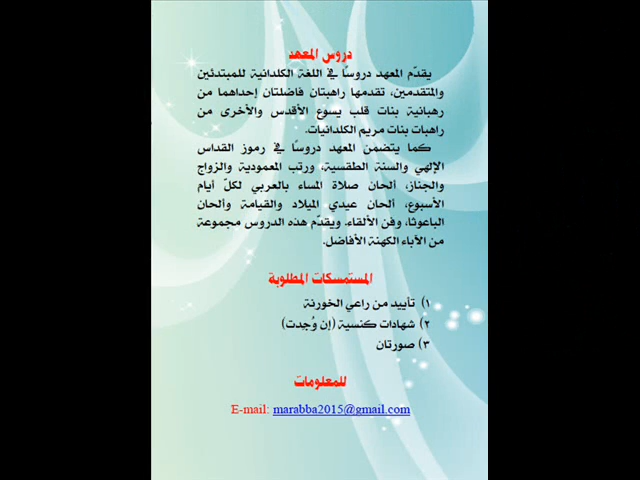 دروس المعهد
يقدّم المعهد دروسًا في اللغة الكلدانية للمبتدئين
والمتقدمين، تقدمها راهبتان فاضلتان إحداهما من
رهبانية بنات قلب يسوع الأقدس والأخرى من
راهبات بنات مريم الكلدانيات.
كما يتضمن المعهد دروسًا في رموز القداس
الإلهي والسنة الطقسية، ورتب المعمودية والزواج
والجناز، ألحان صلاة المساء بالعربي لكلّ أيام
الأسبوع، ألحان عيدي الميلاد والقيامة وألحان
الباعوثا، وفن الألقاء. ويقدّم هذه الدروس مجموعة
من الآباء الكهنة الأفاضل.
المستمسكات المطلوبة
١) تأييد من راعي الخورنة
٢) شهادات كنسية (إن وُجدت)
٣) صورتان
للمعلومات
E-mail: marabba2015@gmail.com